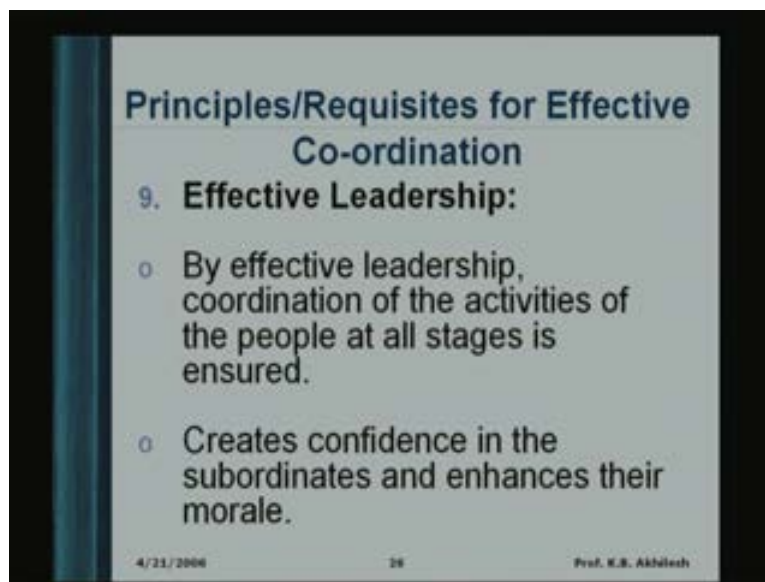 Principles/Requisites for Effective
Co-ordination
9. Effective Leadership:
o By effective leadership,
coordination of the activities of
the people at all stages is
ensured.
o Creates confidence in the
subordinates and enhances their
morale.
4/21/2006 26 Prof. K.B. Akhilesh